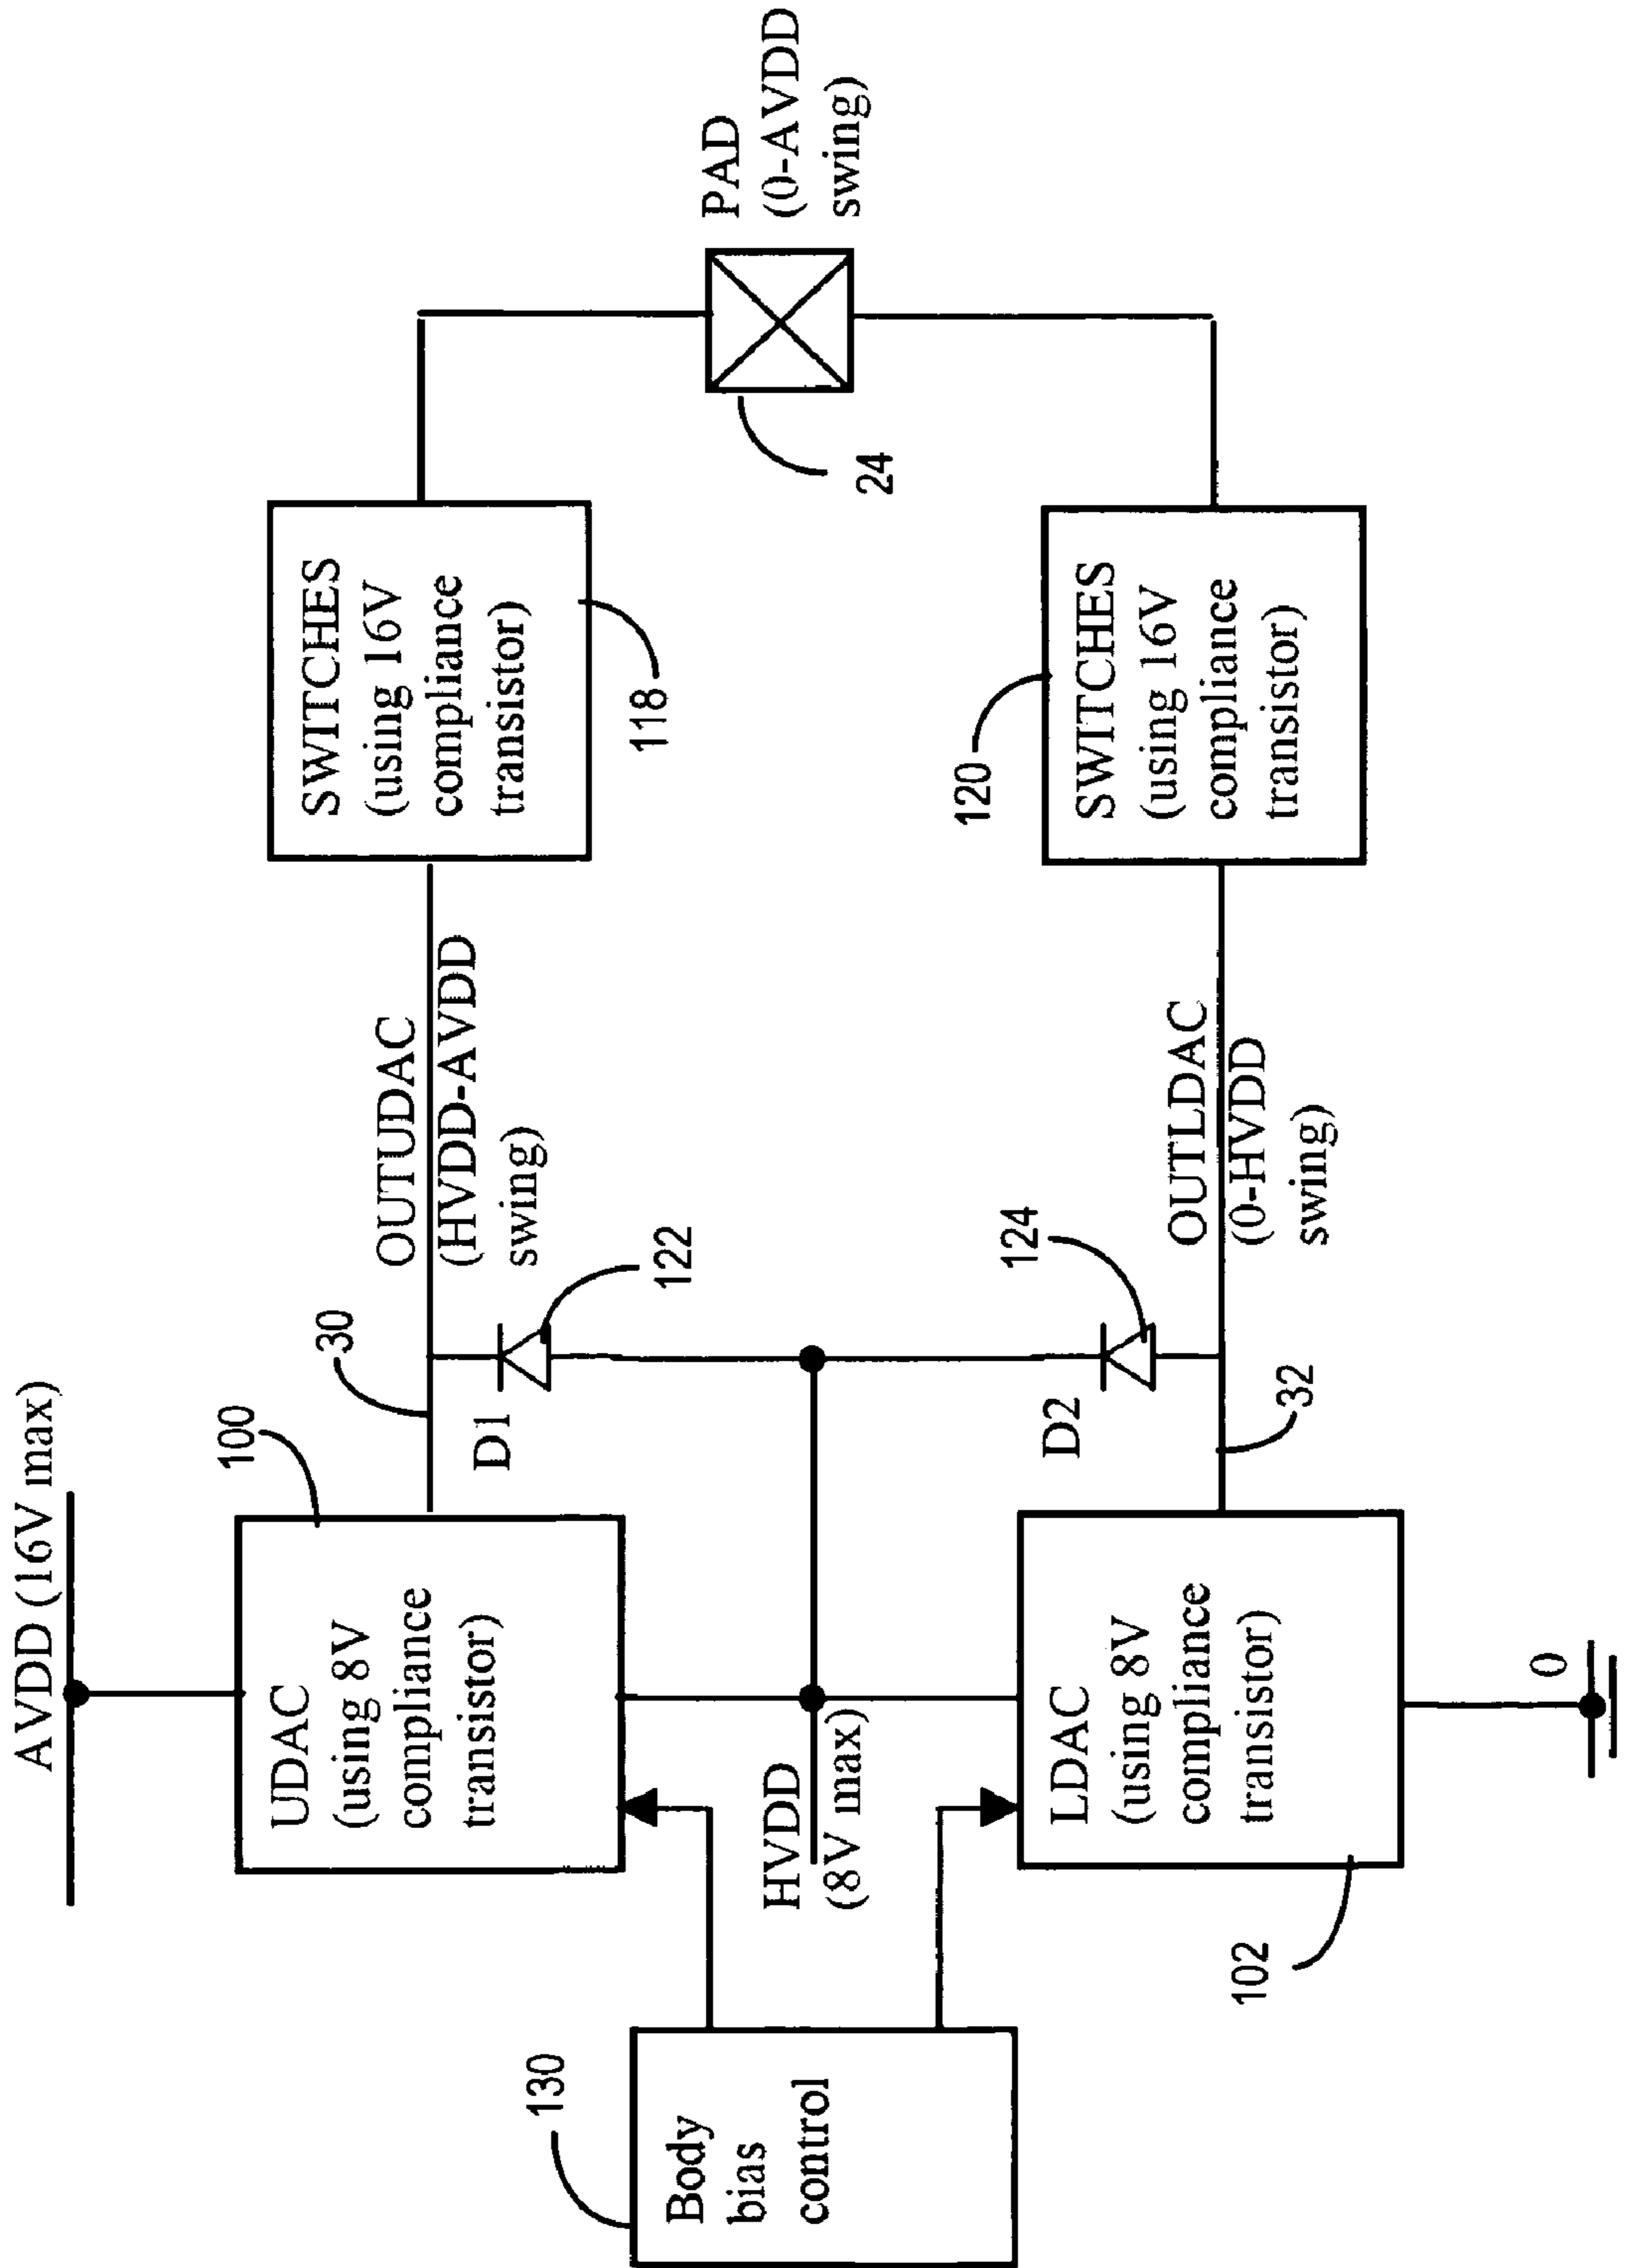 AVDD (16V max)
100
UDAC
(using 8V
compliance
transistor)
30
OUTUDAC
(HVDD-AVDD
swing)
D1
122
SWITCHES
(using 16V
compliance
transistor)
118
PAD
(0-AVDD
swing)
24
130
Body
bias
control
HVDD
(8V max)
D2
124
102
LDAC
(using 8V
compliance
transistor)
32
OUTLDAC
(0-HVDD
swing)
120
SWITCHES
(using 16V
compliance
transistor)
0